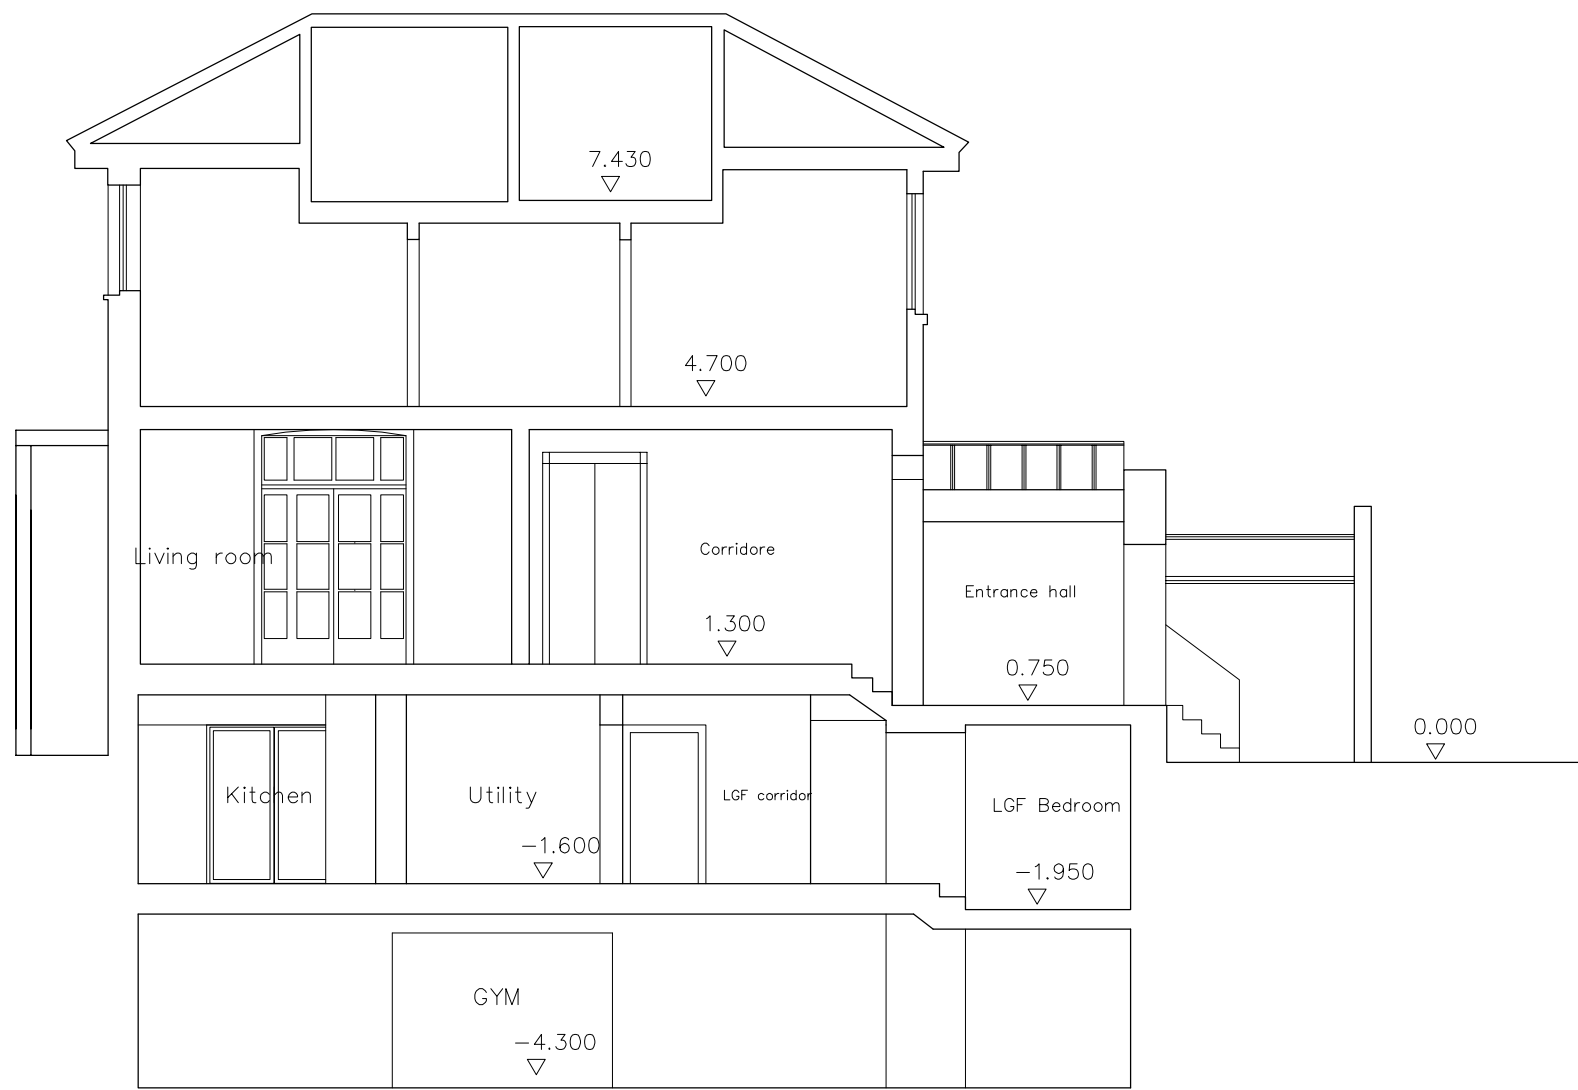 7.430
4.700
Living room
Corridore
Entrance hall
1.300
0.750
0.000
Kitchen
Utility
LGF corridor
LGF Bedroom
−1.600
−1.950
GYM
−4.300